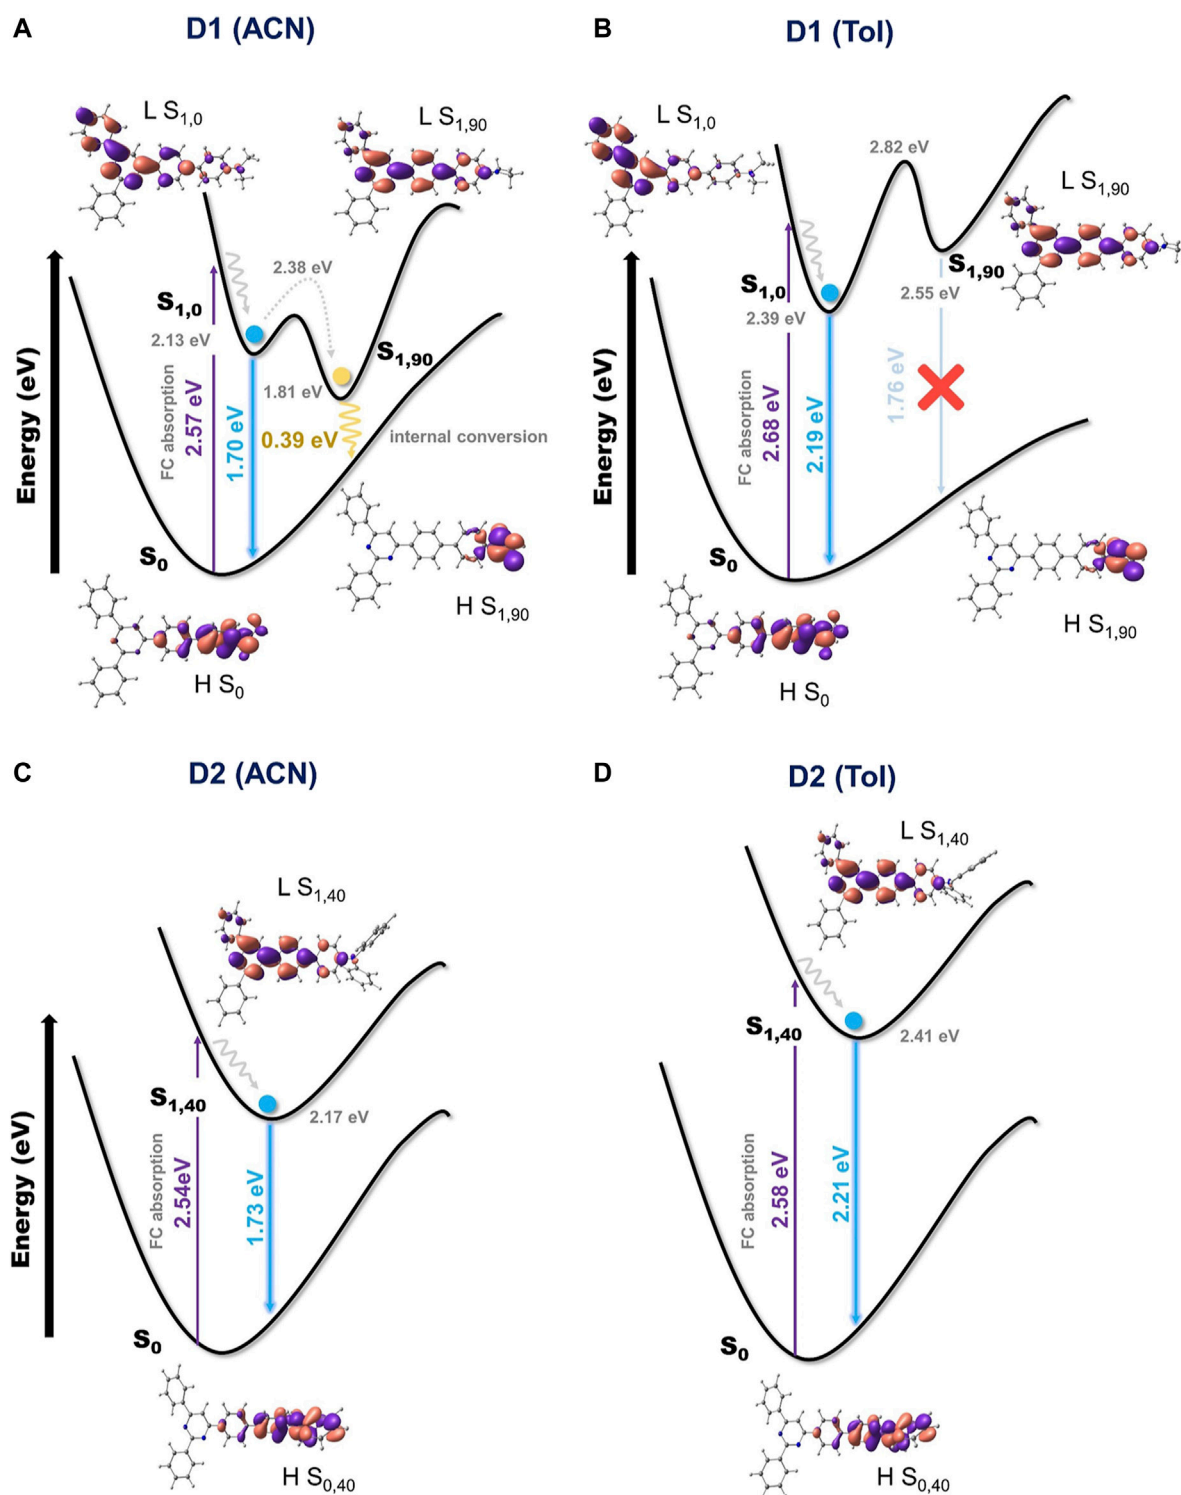 A
D1 (ACN)
L S1,0
L S1,90
2.38 eV
S1,0
2.13 eV
S1,90
1.81 eV
FC absorption
2.57 eV
1.70 eV
0.39 eV
internal conversion
Energy (eV)
S0
H S1,90
H S0
B
D1 (Tol)
L S1,0
2.82 eV
L S1,90
S1,90
S1,0
2.55 eV
2.39 eV
1.76 eV
FC absorption
2.68 eV
2.19 eV
Energy (eV)
S0
H S1,90
H S0
C
D2 (ACN)
L S1,40
S1,40
2.17 eV
FC absorption
2.54eV
1.73 eV
Energy (eV)
S0
H S0,40
D
D2 (Tol)
L S1,40
S1,40
2.41 eV
FC absorption
2.58 eV
2.21 eV
S0
H S0,40